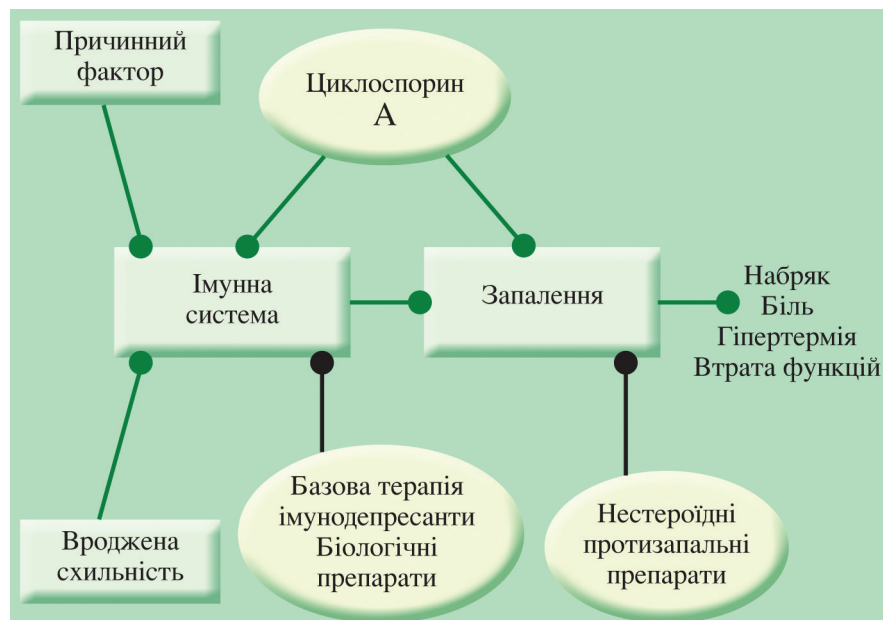 Причинний
фактор
Циклоспорин
А
Імунна
система
Запалення
Набряк
Біль
Гіпертермія
Втрата функцій
Вроджена
схильність
Базова терапія
імунодепресанти
Біологічні
препарати
Нестероїдні
протизапальні
препарати